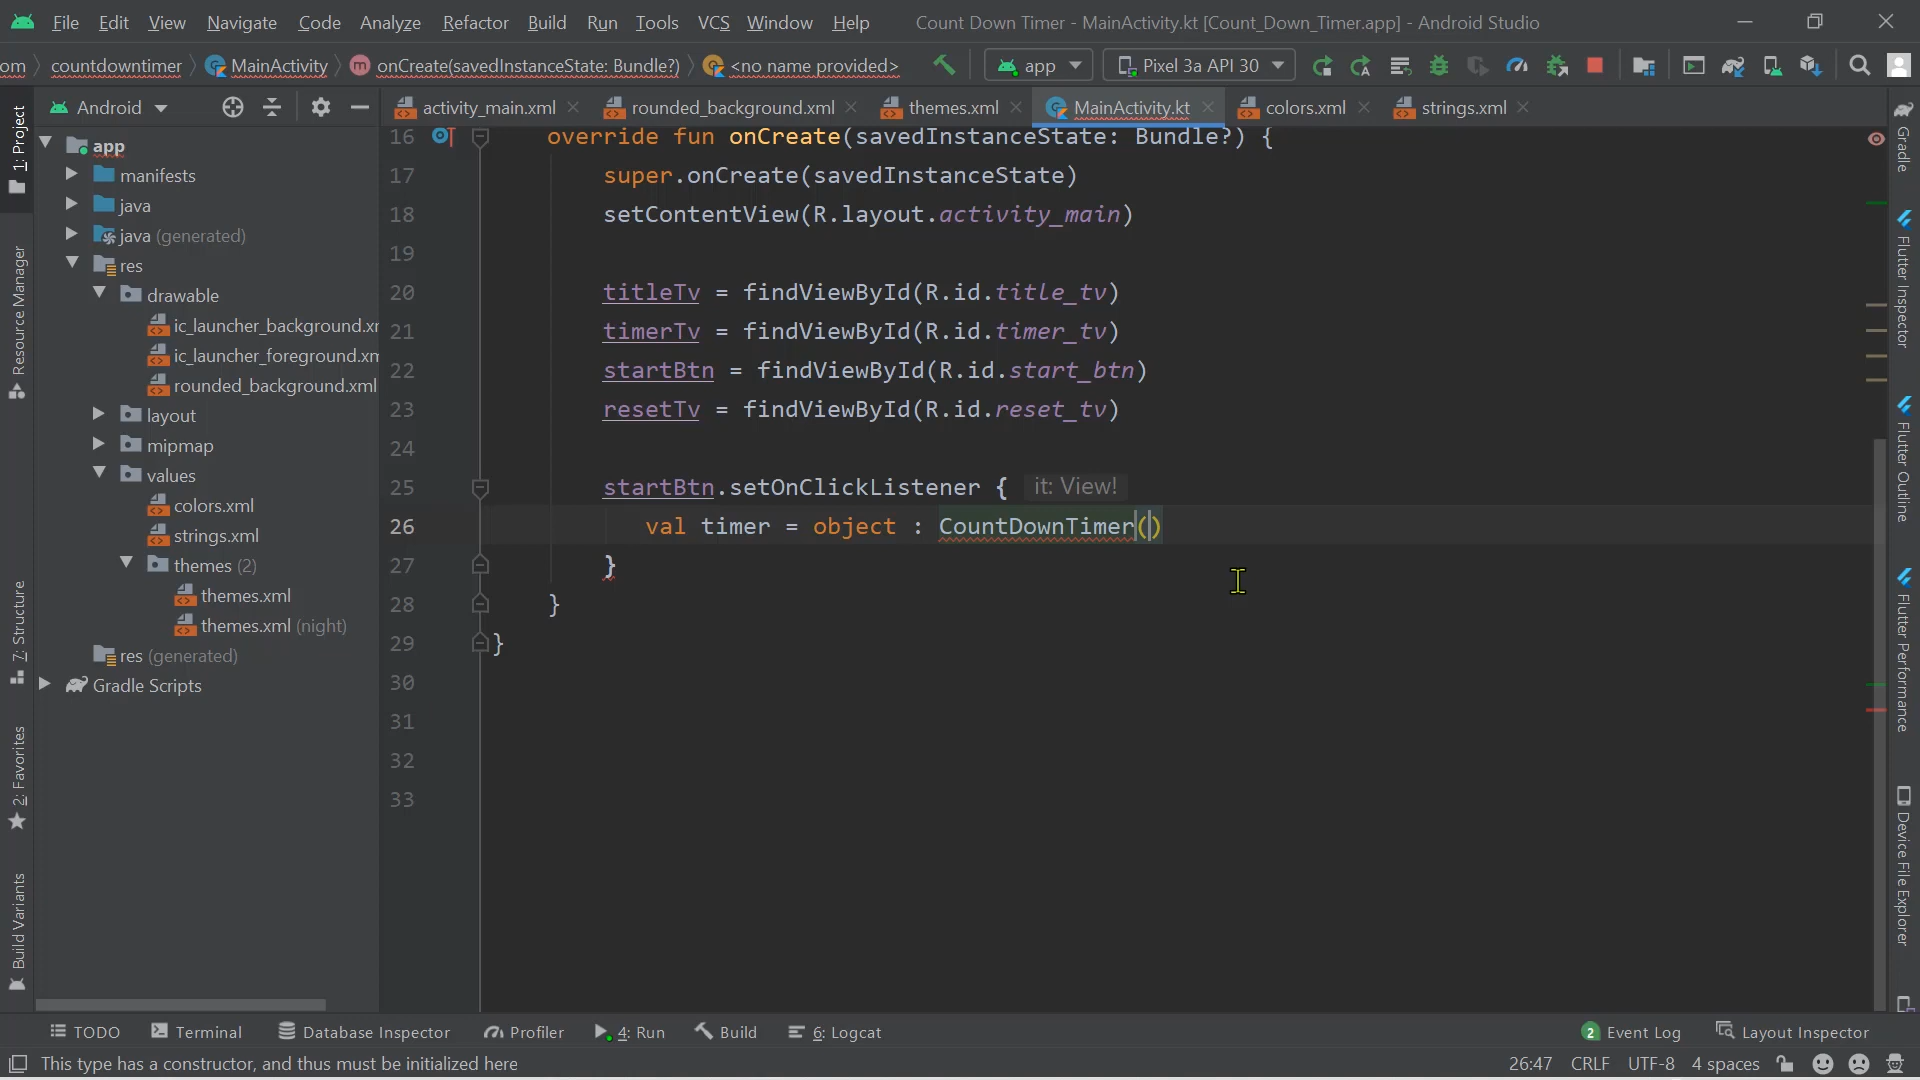 File Edit View Navigate Code Analyze Refactor Build Run Tools VCS Window Help Count Down Timer - MainActivity.kt [Count_Down_Timer.app] - Android Studio
om countdowntimer MainActivity onCreate(savedInstanceState: Bundle?) <no name provided> app Pixel 3a API 30
Android activity_main.xml rounded_background.xml themes.xml MainActivity.kt colors.xml strings.xml
1: Project
Resource Manager
7: Structure
2: Favorites
Build Variants
app
manifests
java
java (generated)
res
drawable
ic_launcher_background.xm
ic_launcher_foreground.xm
rounded_background.xml
layout
mipmap
values
colors.xml
strings.xml
themes (2)
themes.xml
themes.xml (night)
res (generated)
Gradle Scripts
16 override fun onCreate(savedInstanceState: Bundle?) {
17 super.onCreate(savedInstanceState)
18 setContentView(R.layout.activity_main)
19
20 titleTv = findViewById(R.id.title_tv)
21 timerTv = findViewById(R.id.timer_tv)
22 startBtn = findViewById(R.id.start_btn)
23 resetTv = findViewById(R.id.reset_tv)
24
25 startBtn.setOnClickListener { it: View!
26 val timer = object : CountDownTimer()
27 }
28 }
29 }
30
31
32
33
Gradle
Flutter Inspector
Flutter Outline
Flutter Performance
Device File Explorer
TODO Terminal Database Inspector Profiler 4: Run Build 6: Logcat 2 Event Log Layout Inspector
This type has a constructor, and thus must be initialized here 26:47 CRLF UTF-8 4 spaces